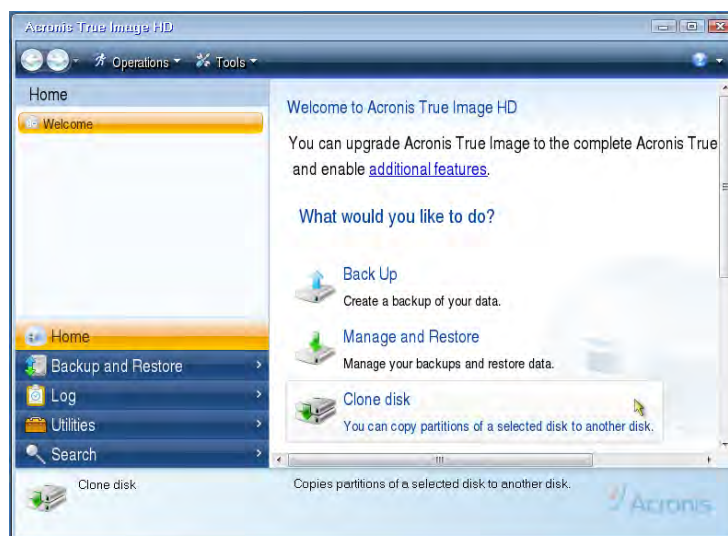 Acronis True Image HD
Operations
Tools
Home
Welcome
Welcome to Acronis True Image HD
You can upgrade Acronis True Image to the complete Acronis True
and enable additional features.
What would you like to do?
Back Up
Create a backup of your data.
Manage and Restore
Manage your backups and restore data.
Clone disk
You can copy partitions of a selected disk to another disk.
Home
Backup and Restore
Log
Utilities
Search
Clone disk
Copies partitions of a selected disk to another disk.
Acronis